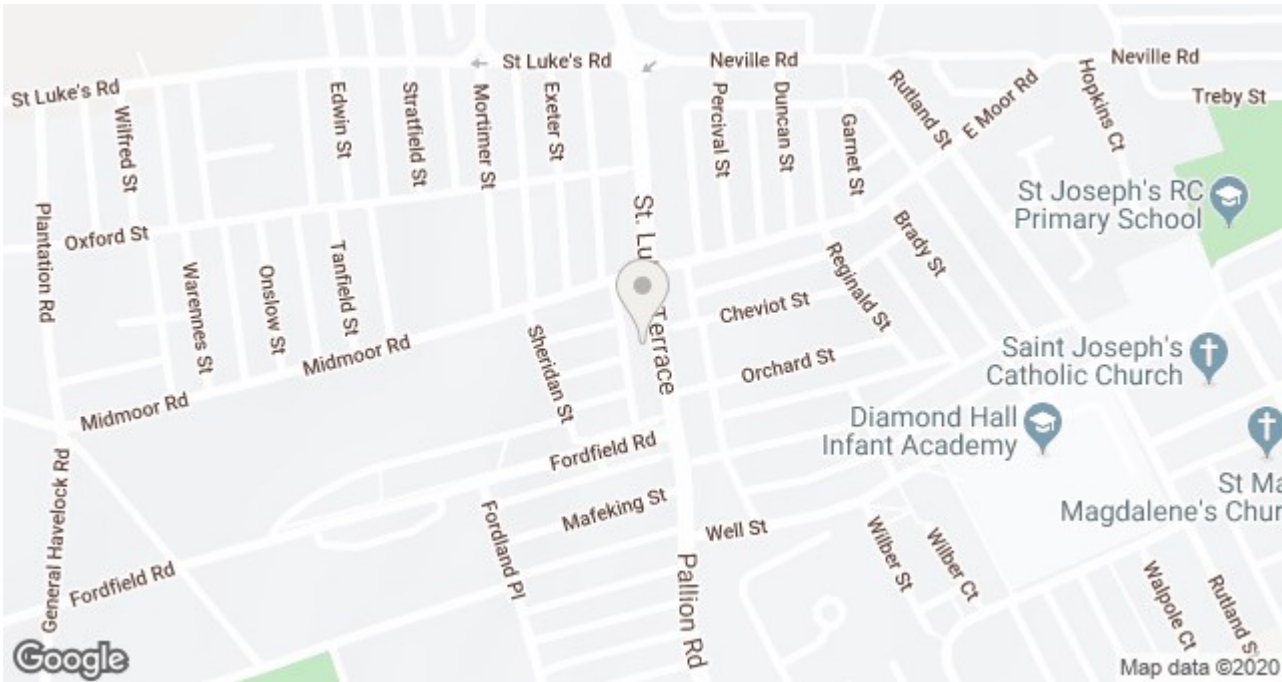 St Luke's Rd
Neville Rd
Neville Rd
St Luke's Rd
Wilfred St
Edwin St
Stratfield St
Mortimer St
Exeter St
Percival St
Duncan St
Garnet St
Rutland St
E Moor Rd
Hopkins Ct
Treby St
St Joseph's RC
Primary School
Plantation Rd
Oxford St
Warennes St
Onslow St
Tanfield St
St. Lu
Terrace
Brady St
Reginald St
Cheviot St
Midmoor Rd
Sheridan St
Orchard St
Saint Joseph's
Catholic Church
Midmoor Rd
Diamond Hall
Infant Academy
Fordfield Rd
General Havelock Rd
Mafeking St
St Ma
Magdalene's Chur
Fordland Pl
Well St
Wilber St
Wilber Ct
Fordfield Rd
Pallion Rd
Walpole Ct
Rutland S
Google
Map data ©2020